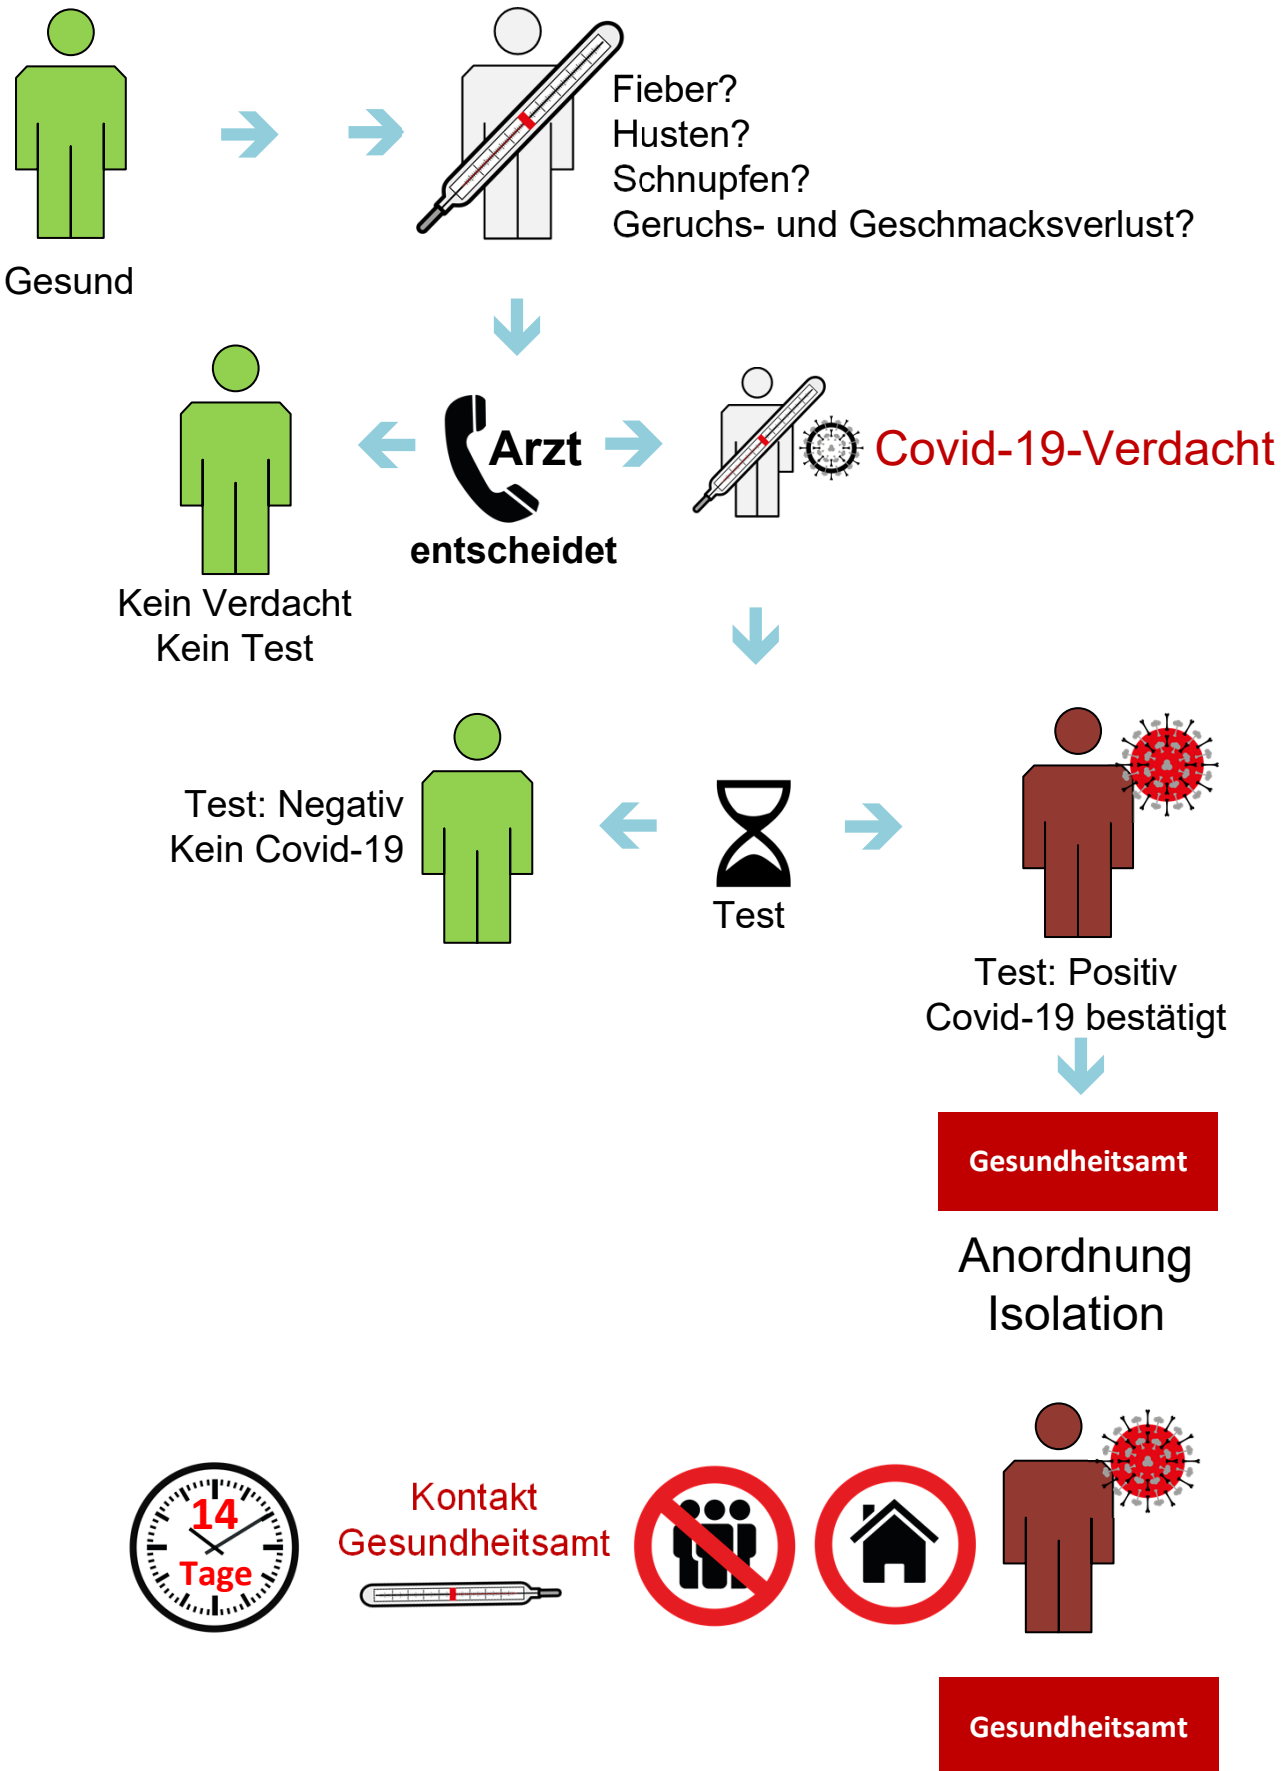 Fieber?
Husten?
Schnupfen?
Geruchs- und Geschmacksverlust?
Gesund
Arzt
entscheidet
Covid-19-Verdacht
Kein Verdacht
Kein Test
Test: Negativ
Kein Covid-19
Test
Test: Positiv
Covid-19 bestätigt
Gesundheitsamt
Anordnung
Isolation
14
Tage
Kontakt
Gesundheitsamt
Gesundheitsamt